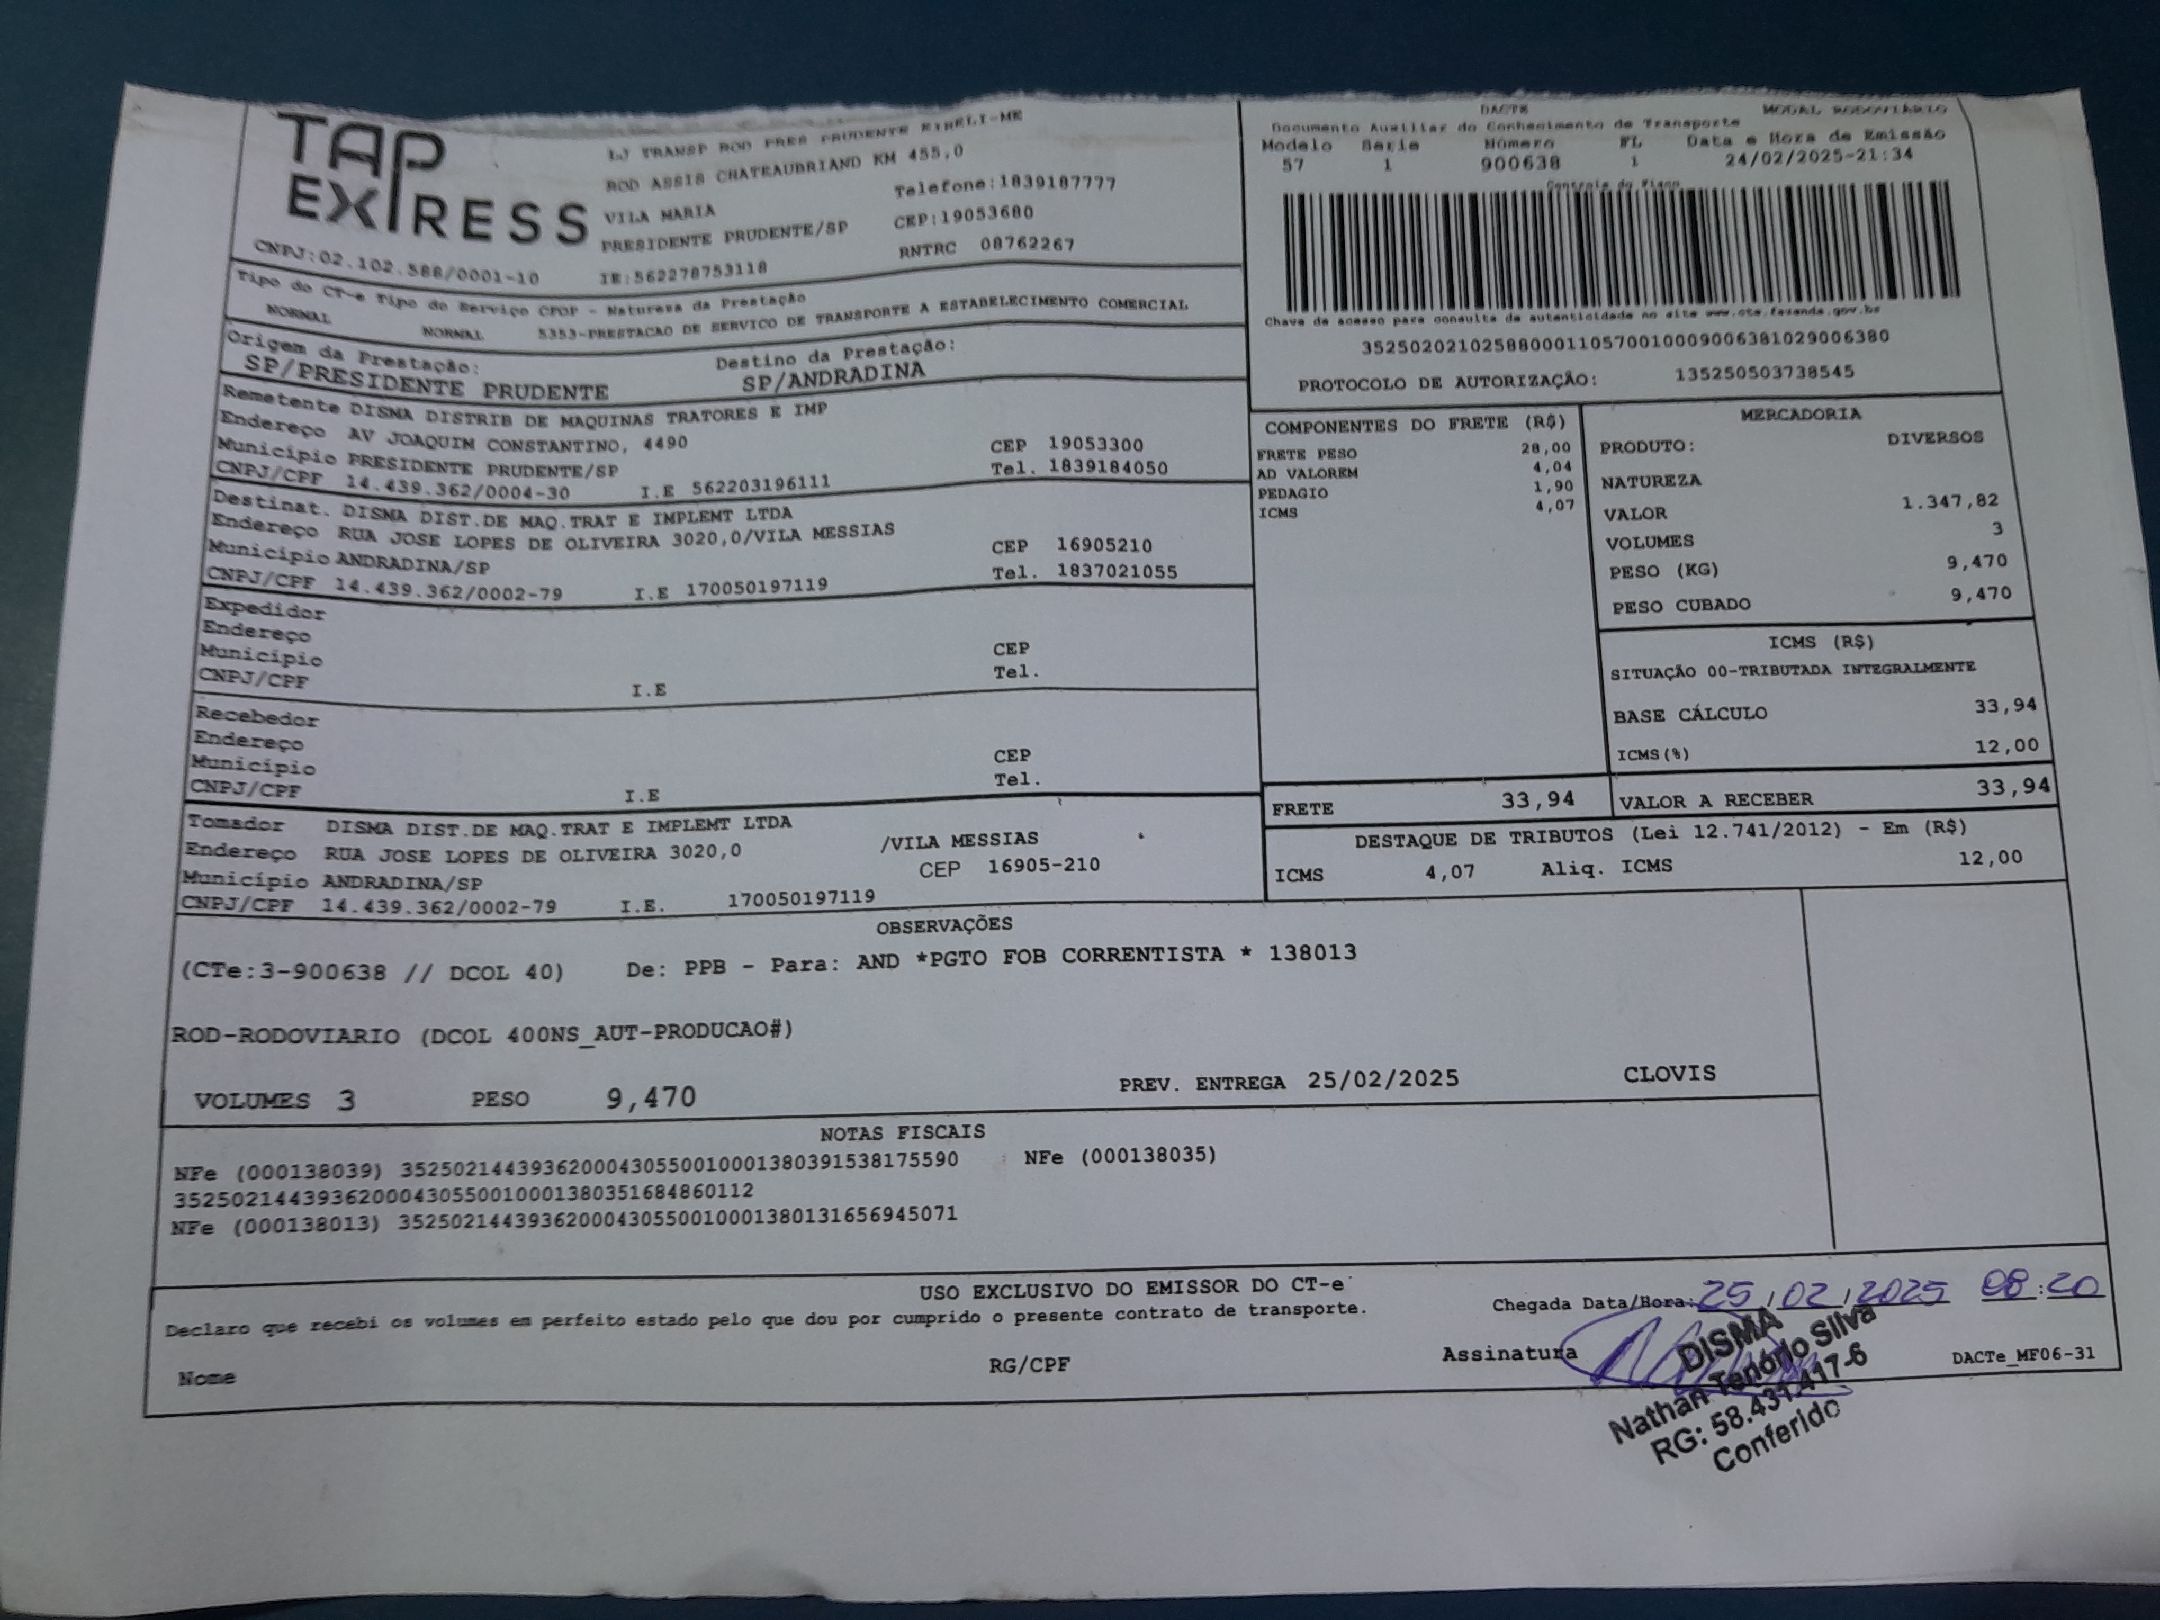 TAP
EXPRESS
LJ TRANSP ROD PRES PRUDENTE EIRELI-ME
ROD ASSIS CHATEAUBRIAND KM 455,0
VILA MARIA Telefone:1839187777
PRESIDENTE PRUDENTE/SP CEP:19053680
CNPJ:02.102.588/0001-10 IE:562278753118 RNTRC 08762267
DACTE MODAL RODOVIÁRIO
Documento Auxiliar do Conhecimento de Transporte
Modelo Serie Número FL Data e Hora de Emissão
57 1 900638 1 24/02/2025-21:34
Controle do Fisco
Chave de acesso para consulta de autenticidade no site www.cte.fazenda.gov.br
35250202102588000110570010009006381029006380
PROTOCOLO DE AUTORIZAÇÃO: 135250503738545
Tipo do CT-e Tipo do Serviço CFOP - Natureza da Prestação
NORMAL NORMAL 5353-PRESTACAO DE SERVICO DE TRANSPORTE A ESTABELECIMENTO COMERCIAL
Origem da Prestação: Destino da Prestação:
SP/PRESIDENTE PRUDENTE SP/ANDRADINA
Remetente DISMA DISTRIB DE MAQUINAS TRATORES E IMP
Endereço AV JOAQUIM CONSTANTINO, 4490 CEP 19053300
Município PRESIDENTE PRUDENTE/SP Tel. 1839184050
CNPJ/CPF 14.439.362/0004-30 I.E 562203196111
Destinat. DISMA DIST.DE MAQ.TRAT E IMPLEMT LTDA
Endereço RUA JOSE LOPES DE OLIVEIRA 3020,0/VILA MESSIAS
Município ANDRADINA/SP CEP 16905210
CNPJ/CPF 14.439.362/0002-79 I.E 170050197119 Tel. 1837021055
Expedidor
Endereço
Município CEP
CNPJ/CPF I.E Tel.
Recebedor
Endereço
Município CEP
CNPJ/CPF I.E Tel.
Tomador DISMA DIST.DE MAQ.TRAT E IMPLEMT LTDA
Endereço RUA JOSE LOPES DE OLIVEIRA 3020,0 /VILA MESSIAS
Município ANDRADINA/SP CEP 16905-210
CNPJ/CPF 14.439.362/0002-79 I.E. 170050197119
COMPONENTES DO FRETE (R$)
FRETE PESO 28,00
AD VALOREM 4,04
PEDAGIO 1,90
ICMS 4,07
MERCADORIA
PRODUTO: DIVERSOS
NATUREZA
VALOR 1.347,82
VOLUMES 3
PESO (KG) 9,470
PESO CUBADO 9,470
ICMS (R$)
SITUAÇÃO 00-TRIBUTADA INTEGRALMENTE
BASE CÁLCULO 33,94
ICMS(%) 12,00
FRETE 33,94 VALOR A RECEBER 33,94
DESTAQUE DE TRIBUTOS (Lei 12.741/2012) - Em (R$)
ICMS 4,07 Aliq. ICMS 12,00
OBSERVAÇÕES
(CTe:3-900638 // DCOL 40) De: PPB - Para: AND *PGTO FOB CORRENTISTA * 138013
ROD-RODOVIARIO (DCOL 400NS_AUT-PRODUCAO#)
VOLUMES 3 PESO 9,470 PREV. ENTREGA 25/02/2025 CLOVIS
NOTAS FISCAIS
NFe (000138039) 35250214439362000430550010001380391538175590 NFe (000138035)
35250214439362000430550010001380351684860112
NFe (000138013) 35250214439362000430550010001380131656945071
USO EXCLUSIVO DO EMISSOR DO CT-e
Declaro que recebi os volumes em perfeito estado pelo que dou por cumprido o presente contrato de transporte.
Chegada Data/Hora: 25/02/2025 08:20
Nome RG/CPF Assinatura DACTe_MF06-31
DISMA
Nathan Tenório Silva
RG: 58.431.417-6
Conferido